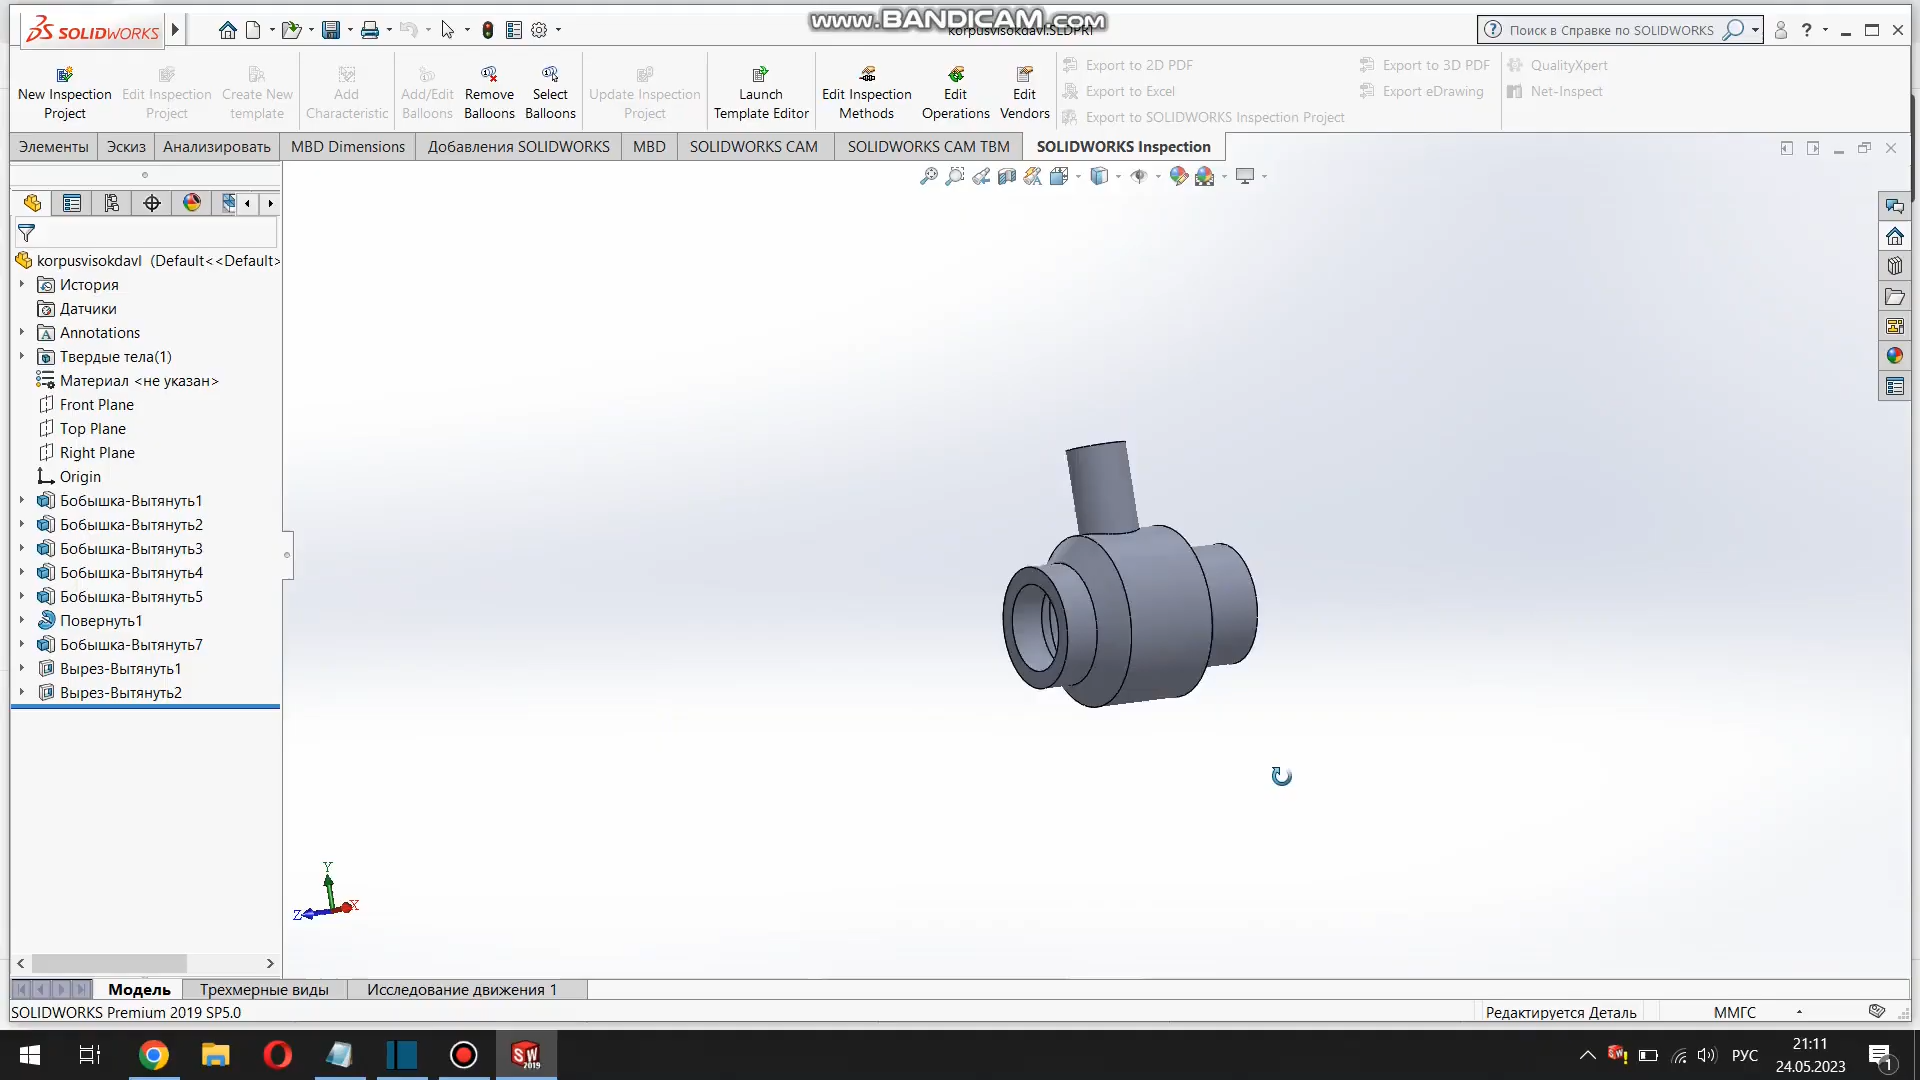 www.BANDICAM.com
SOLIDWORKS
korpusvisokdavl.SLDPRT
Поиск в Справке по SOLIDWORKS
New Inspection Project
Edit Inspection Project
Create New template
Add Characteristic
Add/Edit Balloons
Remove Balloons
Select Balloons
Update Inspection Project
Launch Template Editor
Edit Inspection Methods
Edit Operations
Edit Vendors
Export to 2D PDF
Export to Excel
Export to SOLIDWORKS Inspection Project
Export to 3D PDF
Export eDrawing
QualityXpert
Net-Inspect
Элементы
Эскиз
Анализировать
MBD Dimensions
Добавления SOLIDWORKS
MBD
SOLIDWORKS CAM
SOLIDWORKS CAM TBM
SOLIDWORKS Inspection
korpusvisokdavl (Default<<Default>
История
Датчики
Annotations
Твердые тела(1)
Материал <не указан>
Front Plane
Top Plane
Right Plane
Origin
Бобышка-Вытянуть1
Бобышка-Вытянуть2
Бобышка-Вытянуть3
Бобышка-Вытянуть4
Бобышка-Вытянуть5
Повернуть1
Бобышка-Вытянуть7
Вырез-Вытянуть1
Вырез-Вытянуть2
Y
Z
X
Модель
Трехмерные виды
Исследование движения 1
SOLIDWORKS Premium 2019 SP5.0
Редактируется Деталь
ММГС
SW
2019
РУС
21:11
24.05.2023
1